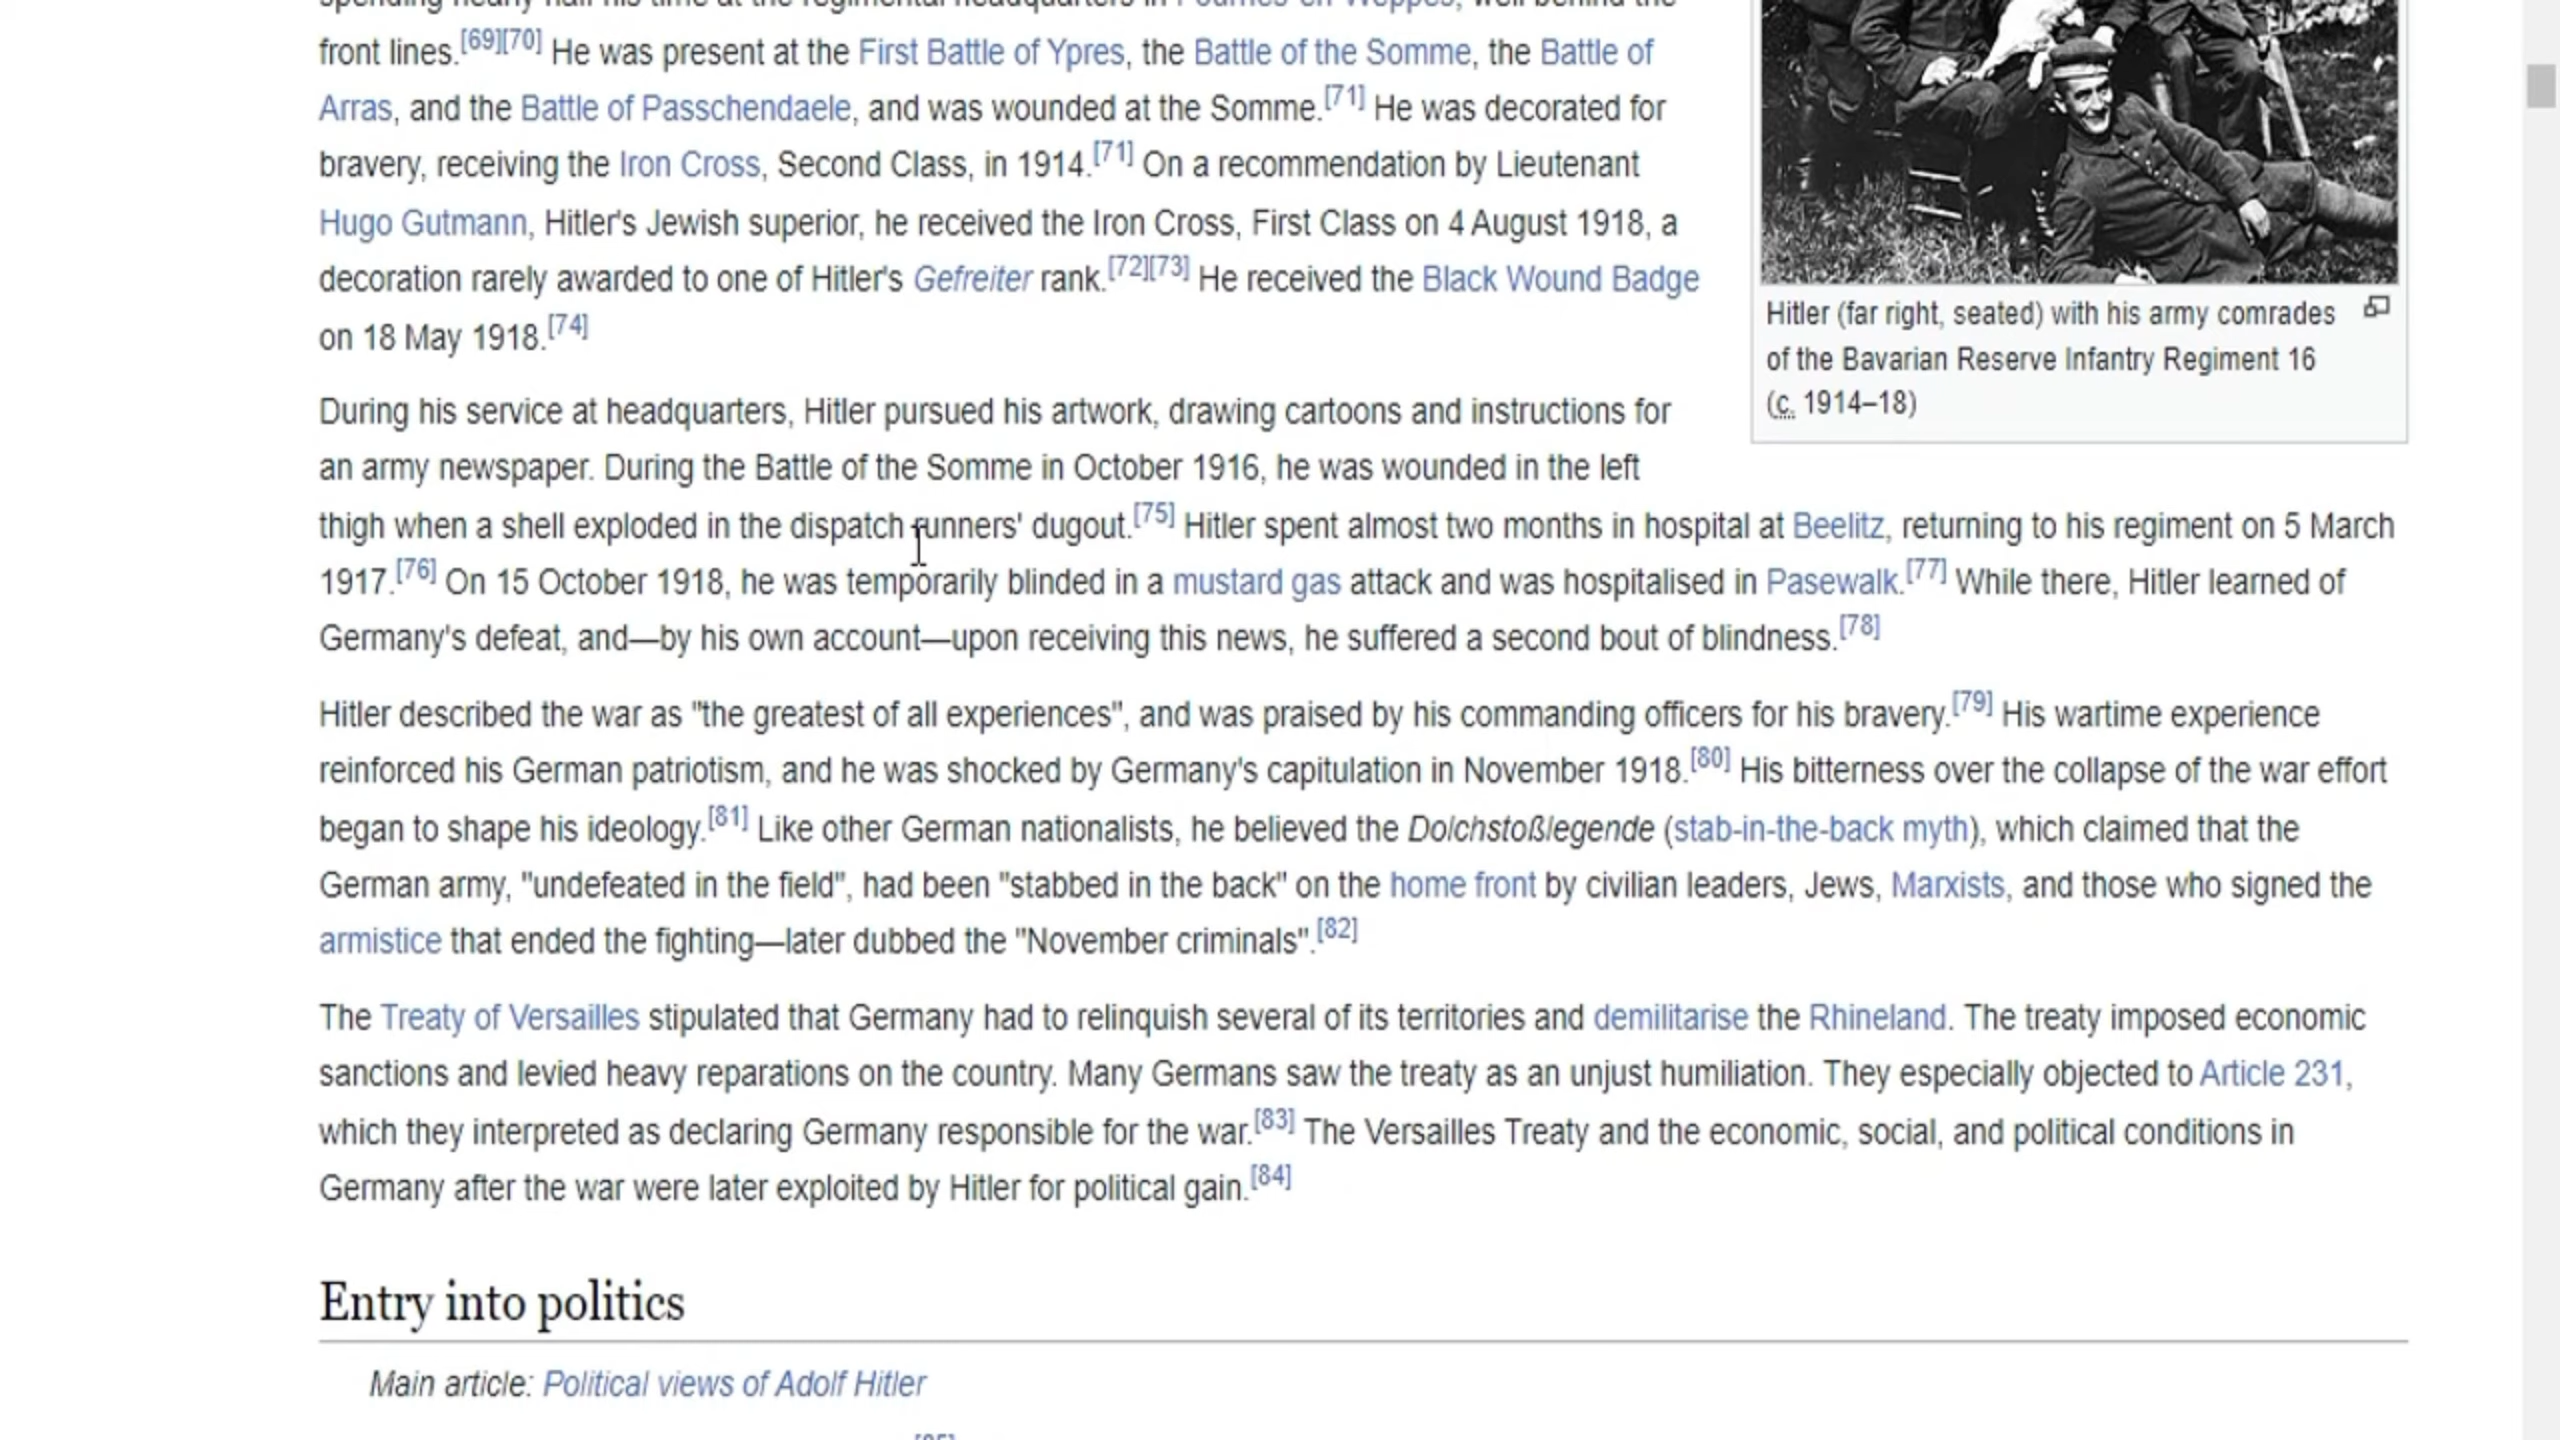 front lines.[69][70] He was present at the First Battle of Ypres, the Battle of the Somme, the Battle of
Arras, and the Battle of Passchendaele, and was wounded at the Somme.[71] He was decorated for
bravery, receiving the Iron Cross, Second Class, in 1914.[71] On a recommendation by Lieutenant
Hugo Gutmann, Hitler's Jewish superior, he received the Iron Cross, First Class on 4 August 1918, a
decoration rarely awarded to one of Hitler's Gefreiter rank.[72][73] He received the Black Wound Badge
on 18 May 1918.[74]
Hitler (far right, seated) with his army comrades
of the Bavarian Reserve Infantry Regiment 16
(c. 1914–18)
During his service at headquarters, Hitler pursued his artwork, drawing cartoons and instructions for
an army newspaper. During the Battle of the Somme in October 1916, he was wounded in the left
thigh when a shell exploded in the dispatch runners' dugout.[75] Hitler spent almost two months in hospital at Beelitz, returning to his regiment on 5 March
1917.[76] On 15 October 1918, he was temporarily blinded in a mustard gas attack and was hospitalised in Pasewalk.[77] While there, Hitler learned of
Germany's defeat, and—by his own account—upon receiving this news, he suffered a second bout of blindness.[78]
Hitler described the war as "the greatest of all experiences", and was praised by his commanding officers for his bravery.[79] His wartime experience
reinforced his German patriotism, and he was shocked by Germany's capitulation in November 1918.[80] His bitterness over the collapse of the war effort
began to shape his ideology.[81] Like other German nationalists, he believed the Dolchstoßlegende (stab-in-the-back myth), which claimed that the
German army, "undefeated in the field", had been "stabbed in the back" on the home front by civilian leaders, Jews, Marxists, and those who signed the
armistice that ended the fighting—later dubbed the "November criminals".[82]
The Treaty of Versailles stipulated that Germany had to relinquish several of its territories and demilitarise the Rhineland. The treaty imposed economic
sanctions and levied heavy reparations on the country. Many Germans saw the treaty as an unjust humiliation. They especially objected to Article 231,
which they interpreted as declaring Germany responsible for the war.[83] The Versailles Treaty and the economic, social, and political conditions in
Germany after the war were later exploited by Hitler for political gain.[84]
Entry into politics
Main article: Political views of Adolf Hitler